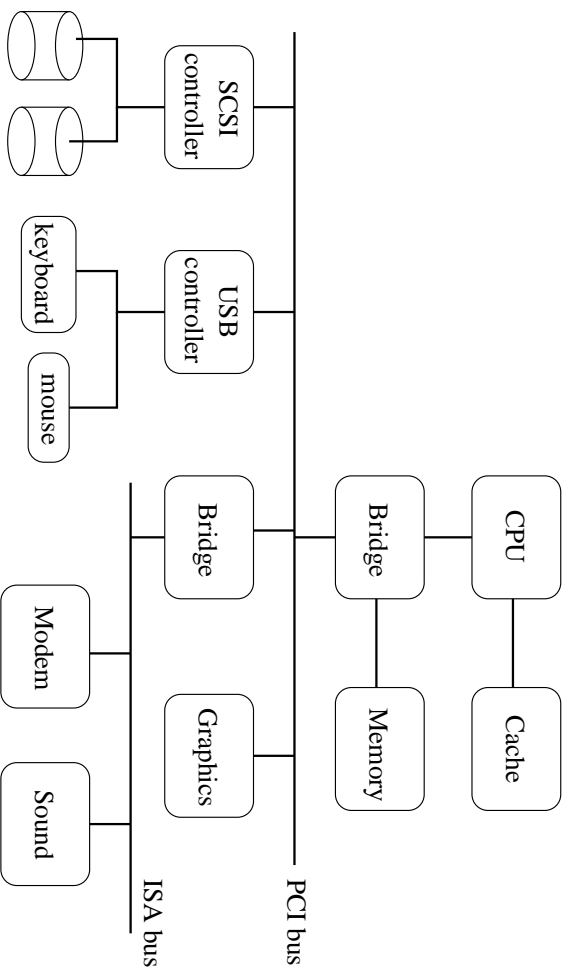 CPU
Cache
Bridge
Memory
PCI bus
SCSI
controller
USB
controller
Bridge
Graphics
ISA bus
keyboard
mouse
Modem
Sound